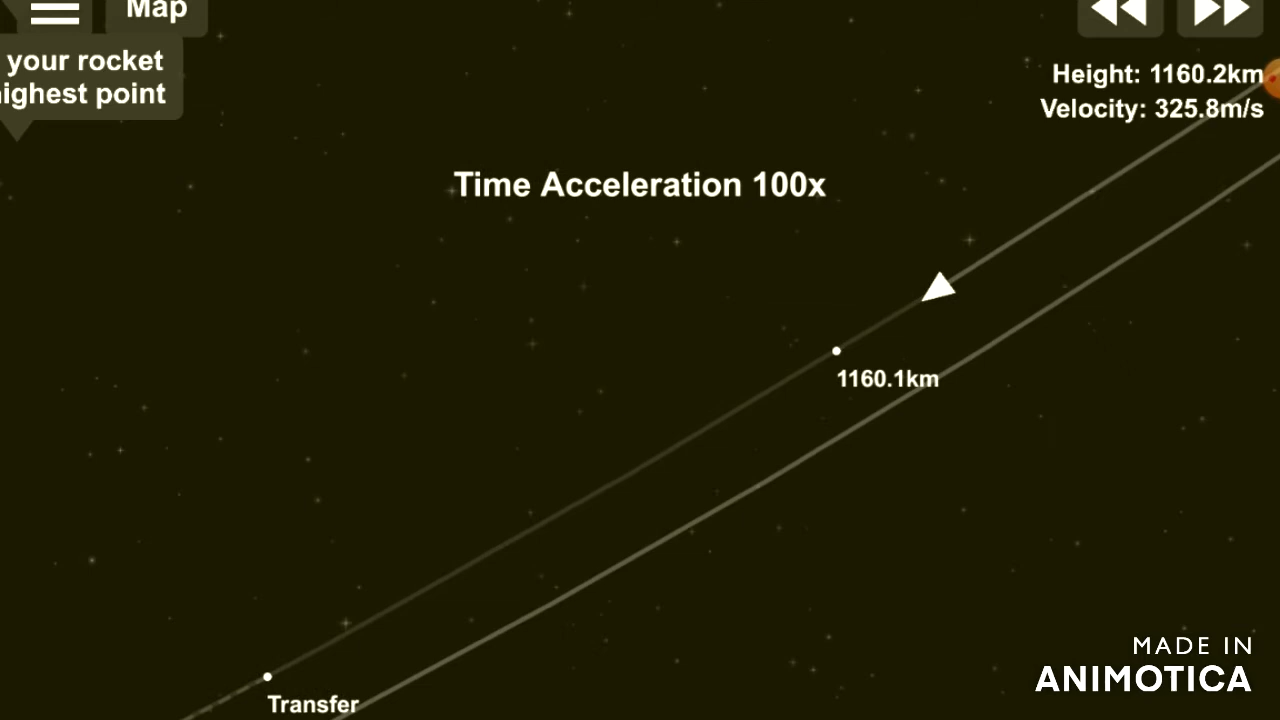 Map
your rocket
highest point
Height: 1160.2km
Velocity: 325.8m/s
Time Acceleration 100x
1160.1km
Transfer
MADE IN
ANIMOTICA